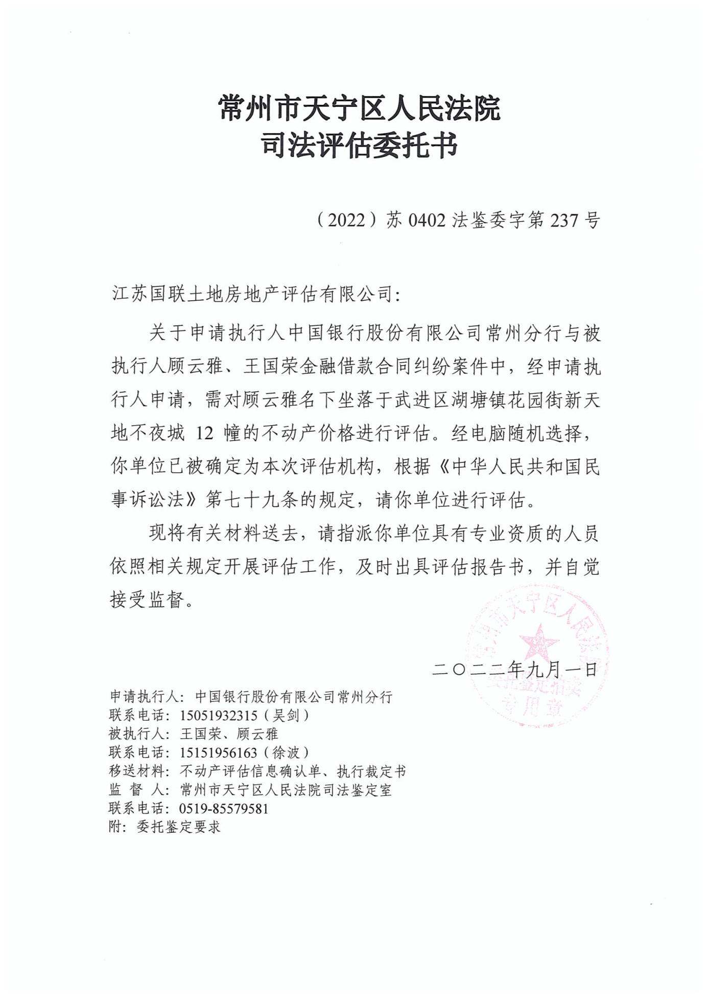 常州市天宁区人民法院
司法评估委托书
（2022）苏 0402 法鉴委字第 237 号
江苏国联土地房地产评估有限公司：
关于申请执行人中国银行股份有限公司常州分行与被
执行人顾云雅、王国荣金融借款合同纠纷案件中，经申请执
行人申请，需对顾云雅名下坐落于武进区湖塘镇花园街新天
地不夜城 12 幢的不动产价格进行评估。经电脑随机选择，
你单位已被确定为本次评估机构，根据《中华人民共和国民
事诉讼法》第七十九条的规定，请你单位进行评估。
现将有关材料送去，请指派你单位具有专业资质的人员
依照相关规定开展评估工作，及时出具评估报告书，并自觉
接受监督。
常州市天宁区人民法院
二〇二二年九月一日
委托鉴定拍卖
专用章
申请执行人：中国银行股份有限公司常州分行
联系电话：15051932315（吴剑）
被执行人：王国荣、顾云雅
联系电话：15151956163（徐波）
移送材料：不动产评估信息确认单、执行裁定书
监 督 人：常州市天宁区人民法院司法鉴定室
联系电话：0519-85579581
附：委托鉴定要求